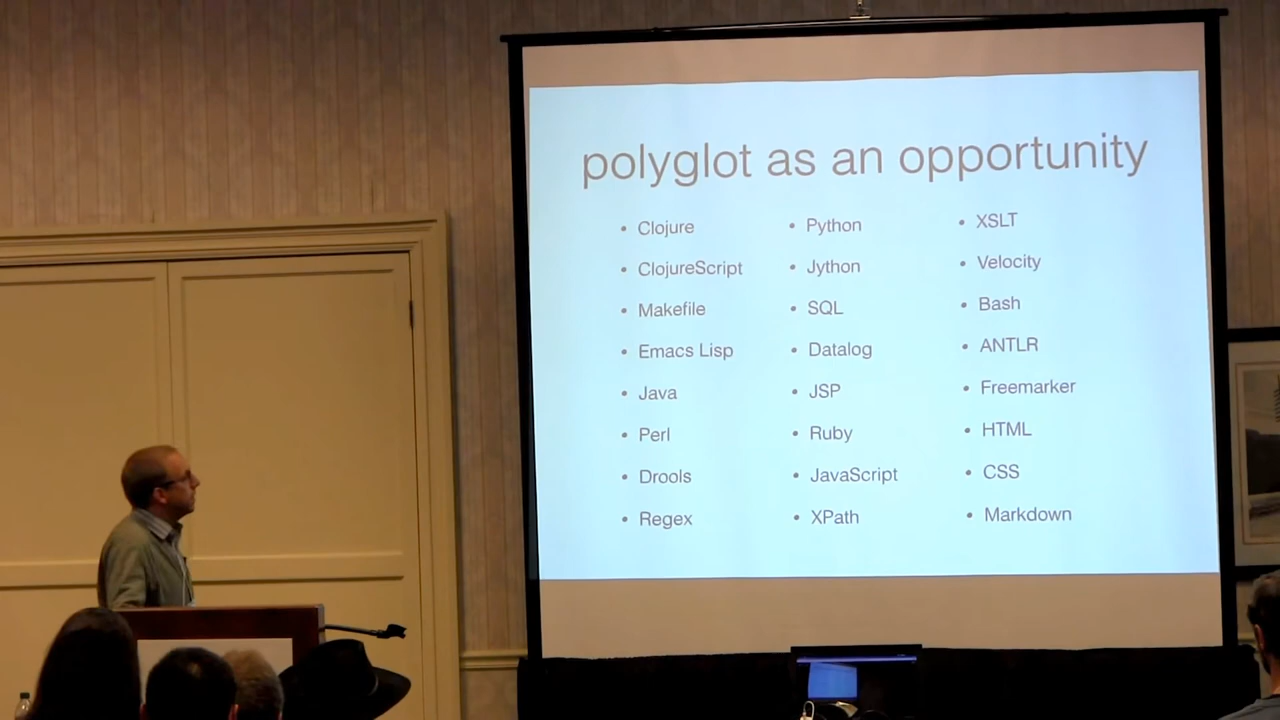 polyglot as an opportunity
• Clojure
• ClojureScript
• Makefile
• Emacs Lisp
• Java
• Perl
• Drools
• Regex
• Python
• Jython
• SQL
• Datalog
• JSP
• Ruby
• JavaScript
• XPath
• XSLT
• Velocity
• Bash
• ANTLR
• Freemarker
• HTML
• CSS
• Markdown